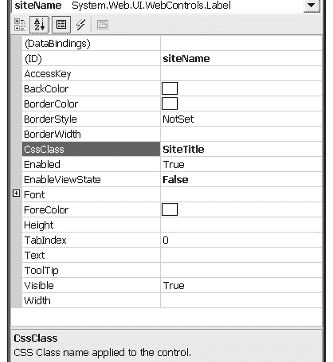 siteName System.Web.UI.WebControls.Label
(DataBindings)
(ID) siteName
AccessKey
BackColor
BorderColor
BorderStyle NotSet
BorderWidth
CssClass SiteTitle
Enabled True
EnableViewState False
Font
ForeColor
Height
TabIndex 0
Text
ToolTip
Visible True
Width
CssClass
CSS Class name applied to the control.